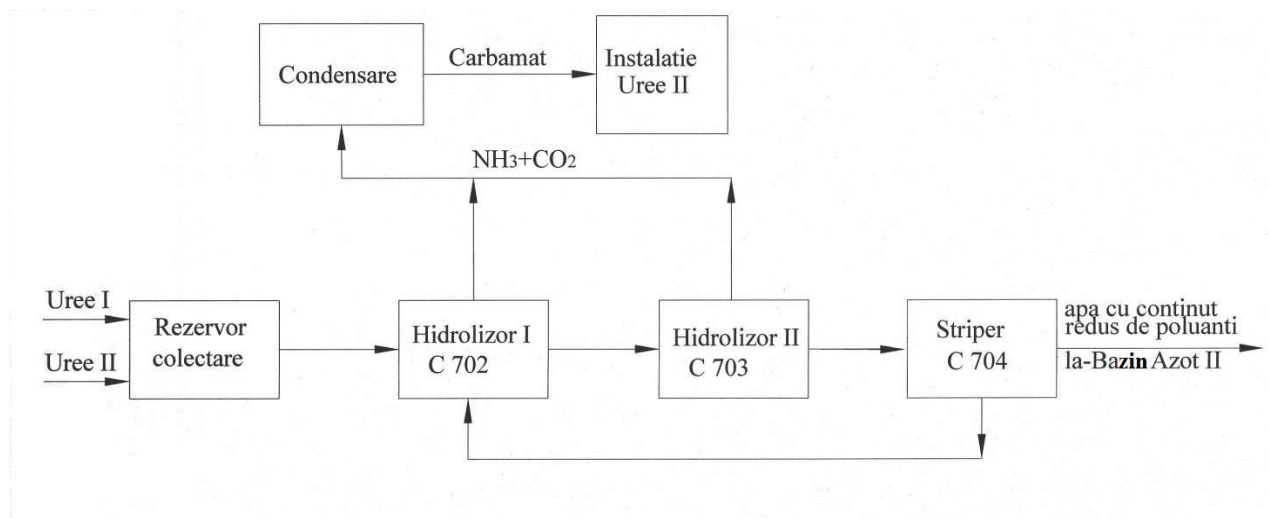 Condensare
Carbamat
Instalatie
Uree II
NH3+CO2
Uree I
Uree II
Rezervor
colectare
Hidrolizor I
C 702
Hidrolizor II
C 703
Striper
C 704
apa cu continut
redus de poluanti
la-Bazin Azot II